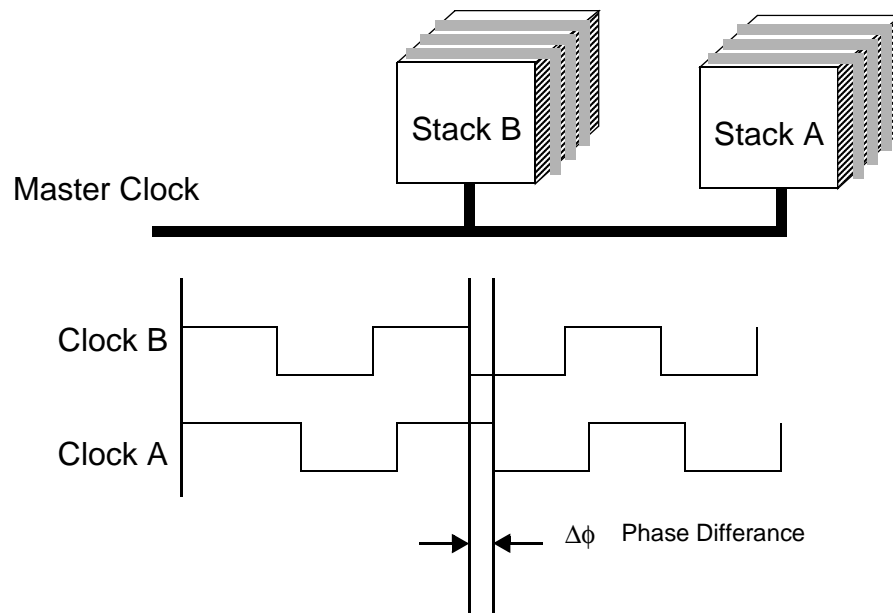 Stack B
Stack A
Master Clock
Clock B
Clock A
Δϕ Phase Differance